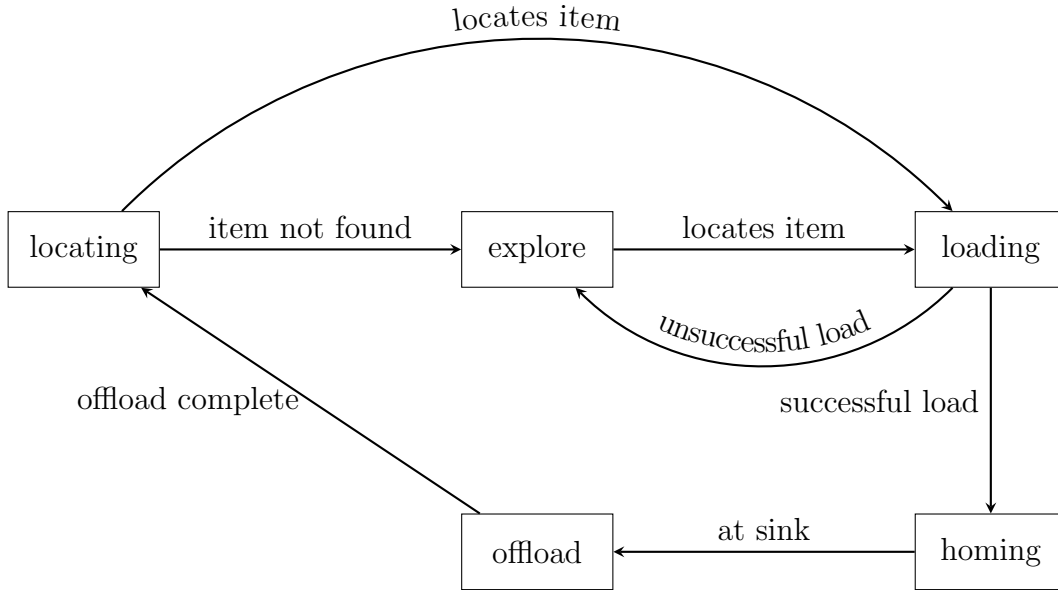 locates item
locating
item not found
explore
locates item
loading
unsuccessful load
offload complete
successful load
offload
at sink
homing